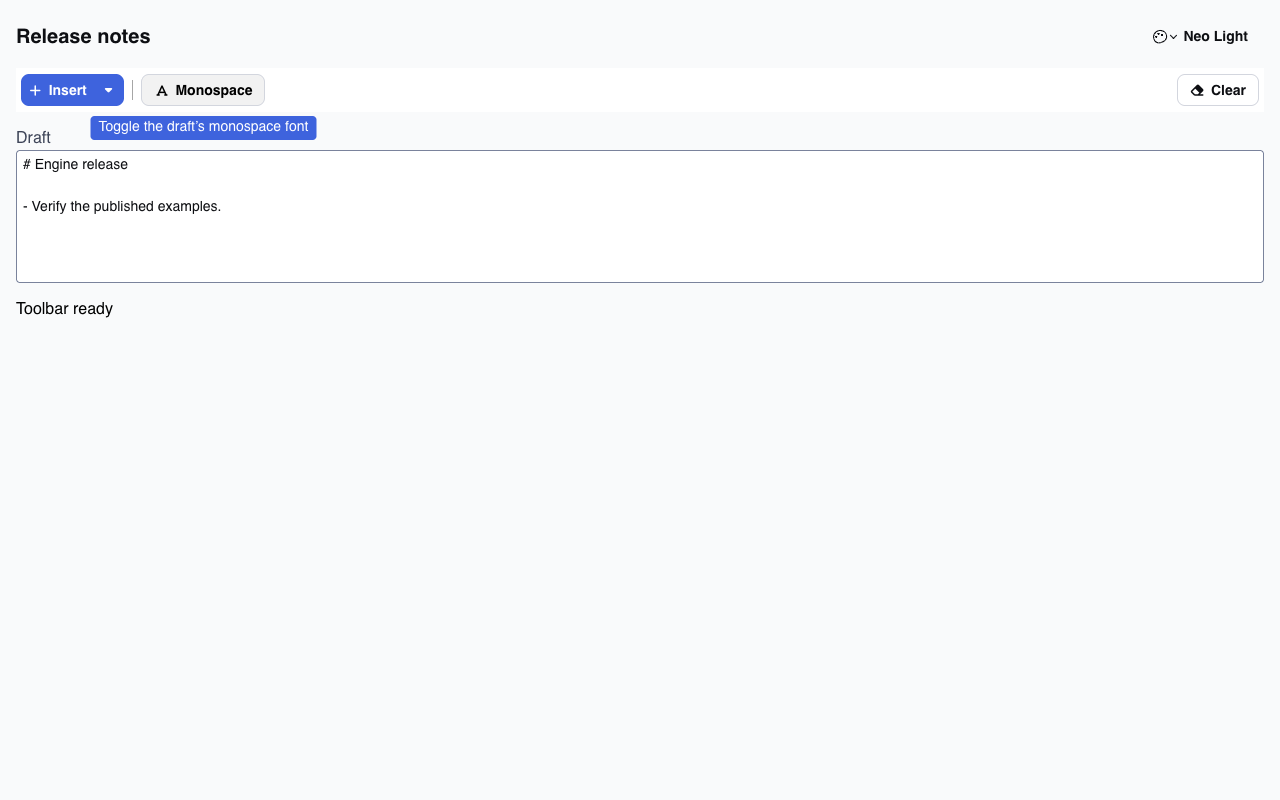 Release notes
Neo Light
Insert
Monospace
Clear
Toggle the draft's monospace font
Draft
# Engine release
- Verify the published examples.
Toolbar ready